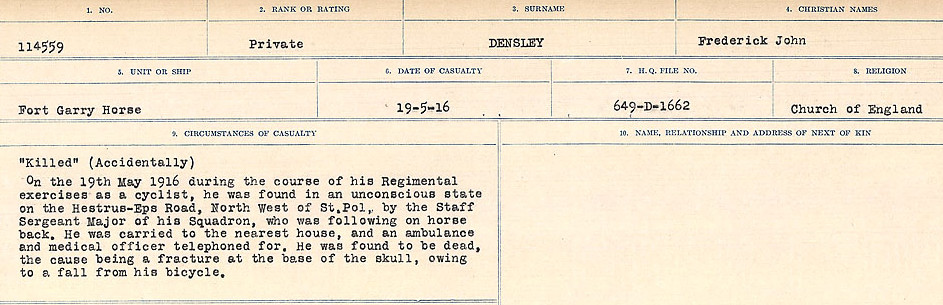 1. NO. 2. RANK OR RATING 3. SURNAME 4. CHRISTIAN NAMES
114559 Private DENSLEY Frederick John
5. UNIT OR SHIP 6. DATE OF CASUALTY 7. H. Q. FILE NO. 8. RELIGION
Fort Garry Horse 19-5-16 649-D-1662 Church of England
9. CIRCUMSTANCES OF CASUALTY 10. NAME, RELATIONSHIP AND ADDRESS OF NEXT OF KIN
"Killed" (Accidentally)
On the 19th May 1916 during the course of his Regimental
exercises as a cyclist, he was found in an unconscious state
on the Hestrus-Eps Road, North West of St.Pol, by the Staff
Sergeant Major of his Squadron, who was following on horse
back. He was carried to the nearest house, and an ambulance
and medical officer telephoned for. He was found to be dead,
the cause being a fracture at the base of the skull, owing
to a fall from his bicycle.